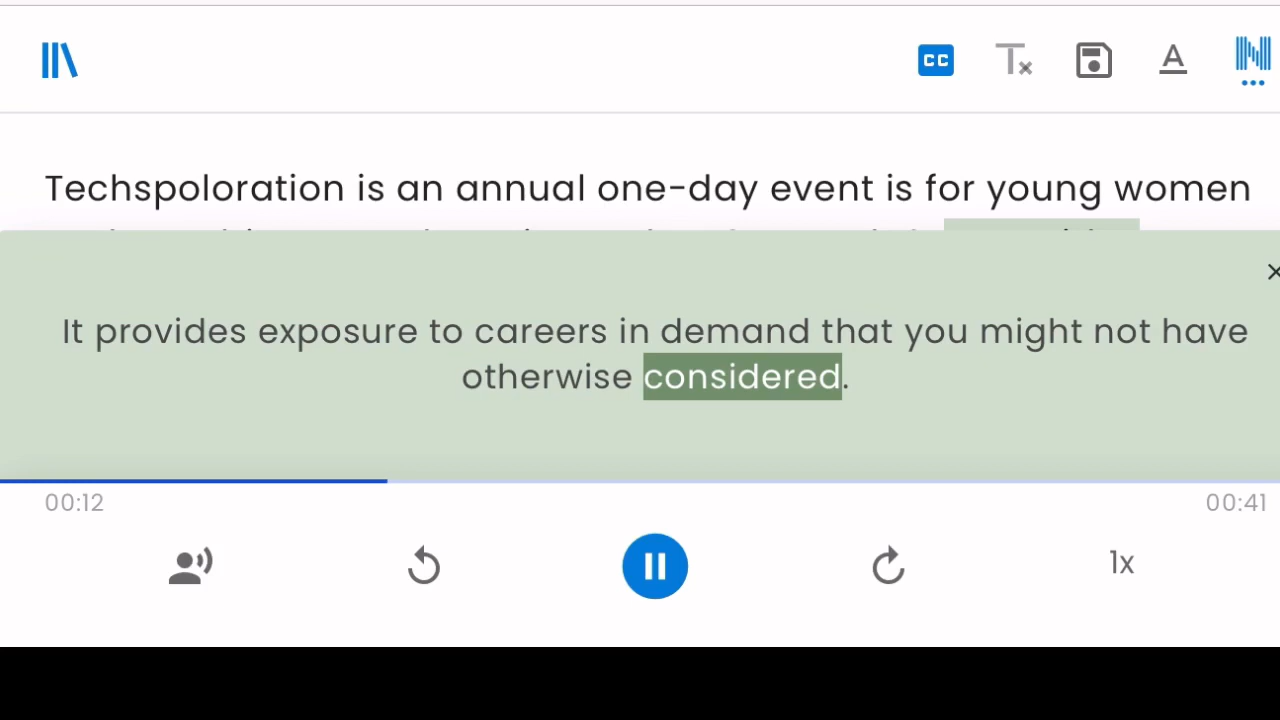 CC
Techspoloration is an annual one-day event is for young women
It provides exposure to careers in demand that you might not have
otherwise considered.
00:12
00:41
1x